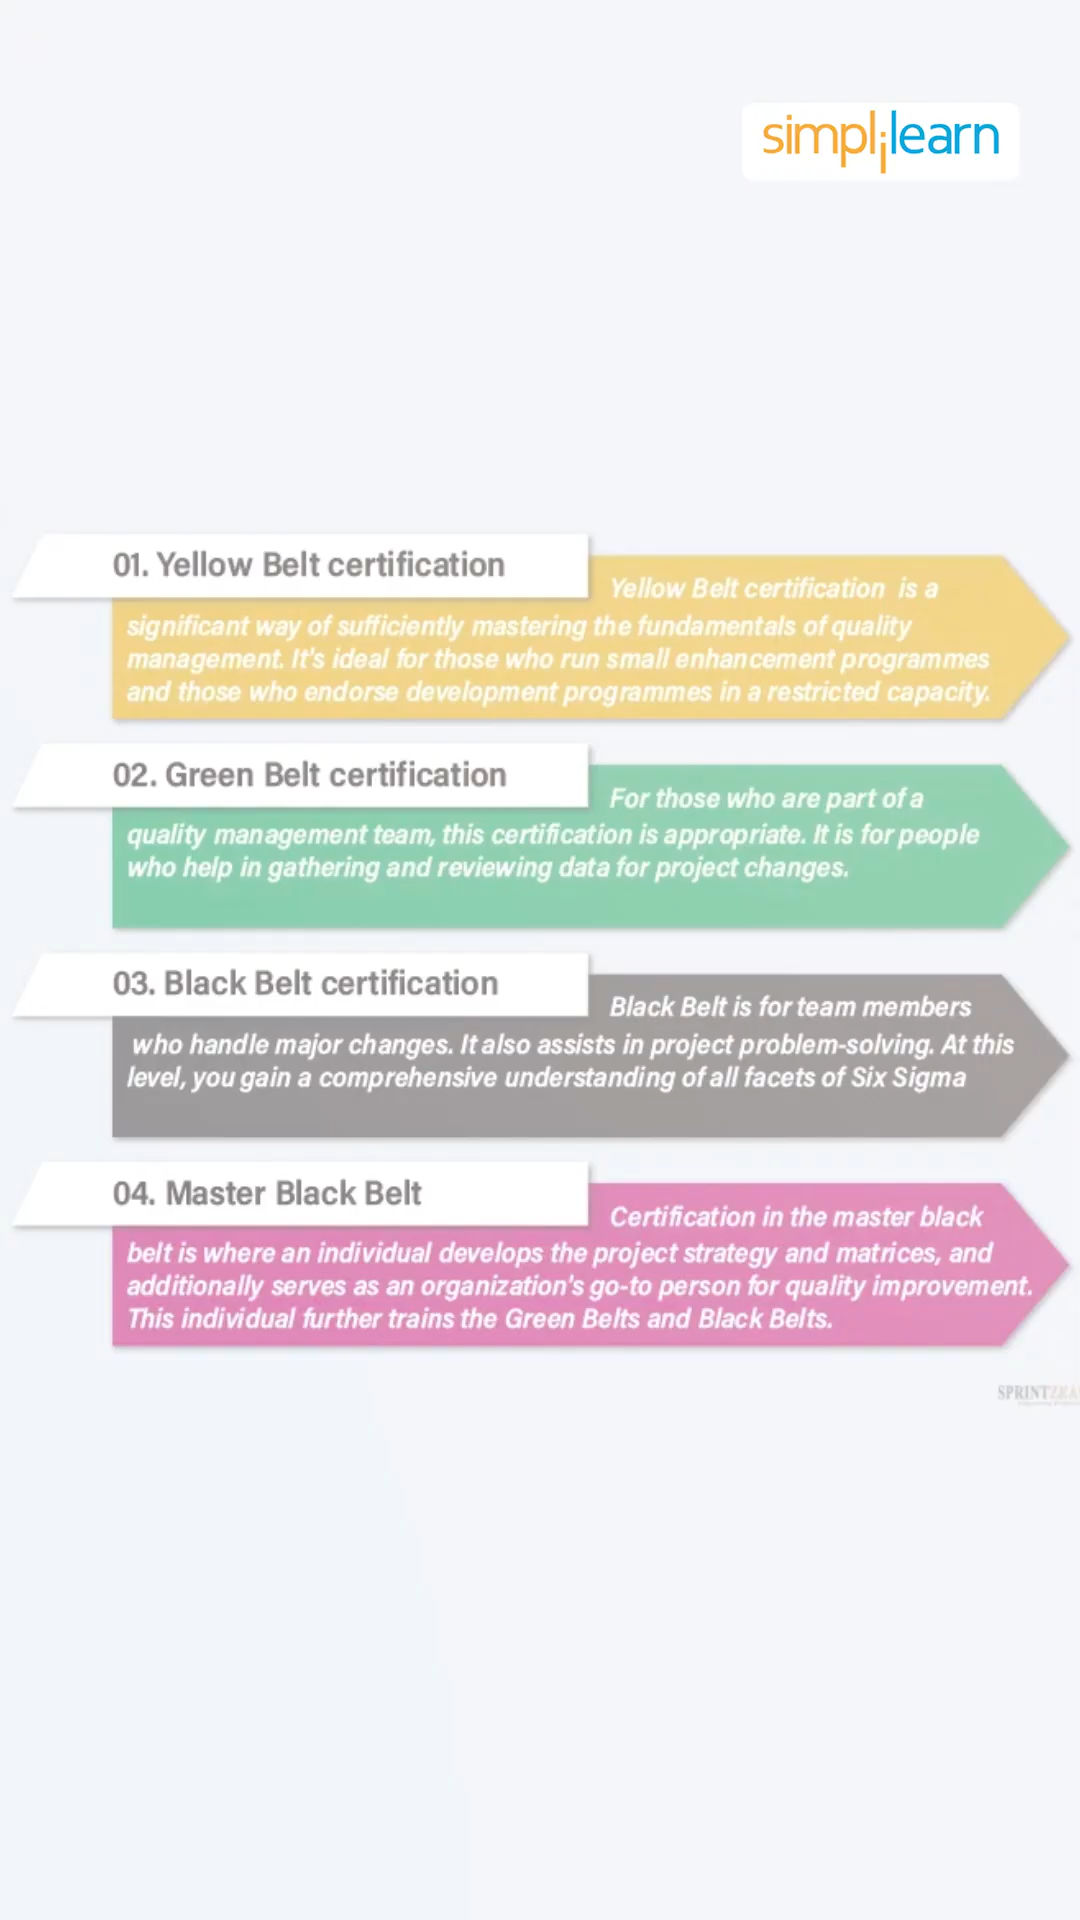 simplilearn
01. Yellow Belt certification
Yellow Belt certification is a
significant way of sufficiently mastering the fundamentals of quality
management. It's ideal for those who run small enhancement programmes
and those who endorse development programmes in a restricted capacity.
02. Green Belt certification
For those who are part of a
quality management team, this certification is appropriate. It is for people
who help in gathering and reviewing data for project changes.
03. Black Belt certification
Black Belt is for team members
who handle major changes. It also assists in project problem-solving. At this
level, you gain a comprehensive understanding of all facets of Six Sigma
04. Master Black Belt
Certification in the master black
belt is where an individual develops the project strategy and matrices, and
additionally serves as an organization's go-to person for quality improvement.
This individual further trains the Green Belts and Black Belts.